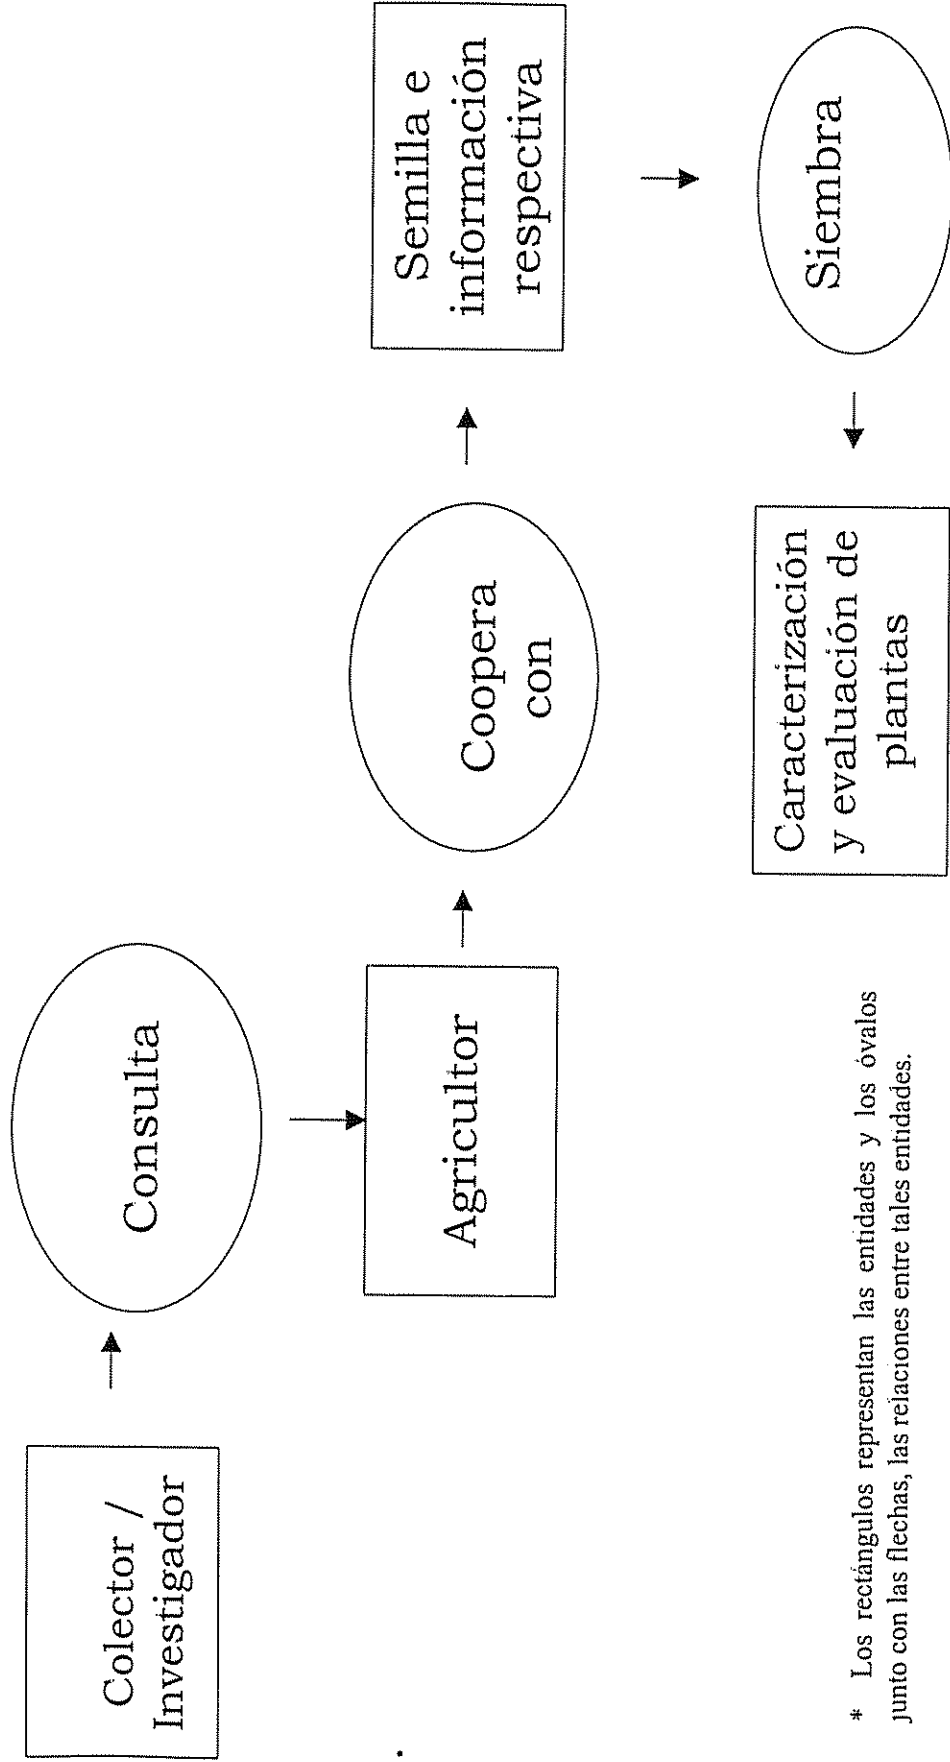 Colector /
Investigador
Consulta
Agricultor
Coopera
con
Semilla e
información
respectiva
Siembra
Caracterización
y evaluación de
plantas
* Los rectángulos representan las entidades y los óvalos
junto con las flechas, las relaciones entre tales entidades.